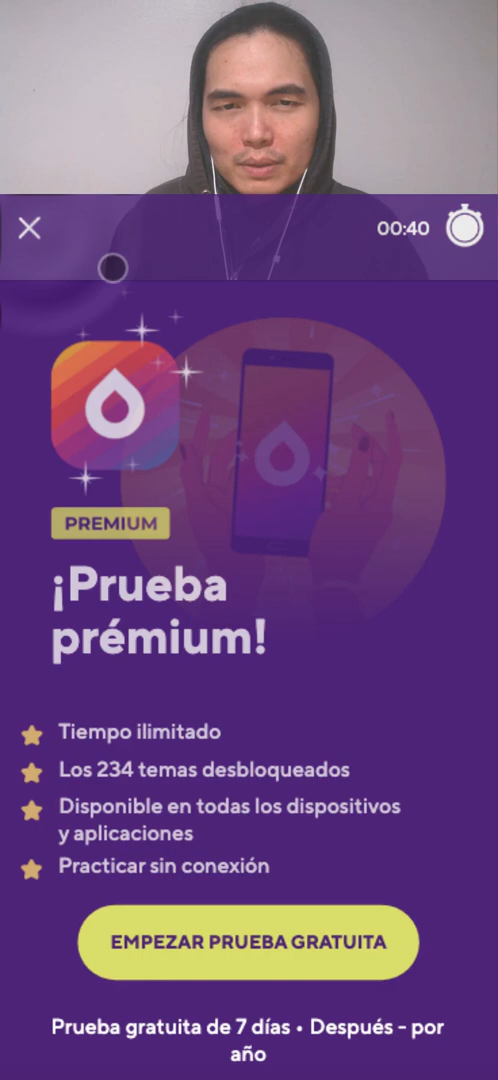 00:40
PREMIUM
¡Prueba
prémium!
Tiempo ilimitado
Los 234 temas desbloqueados
Disponible en todas los dispositivos
y aplicaciones
Practicar sin conexión
EMPEZAR PRUEBA GRATUITA
Prueba gratuita de 7 días • Después - por
año